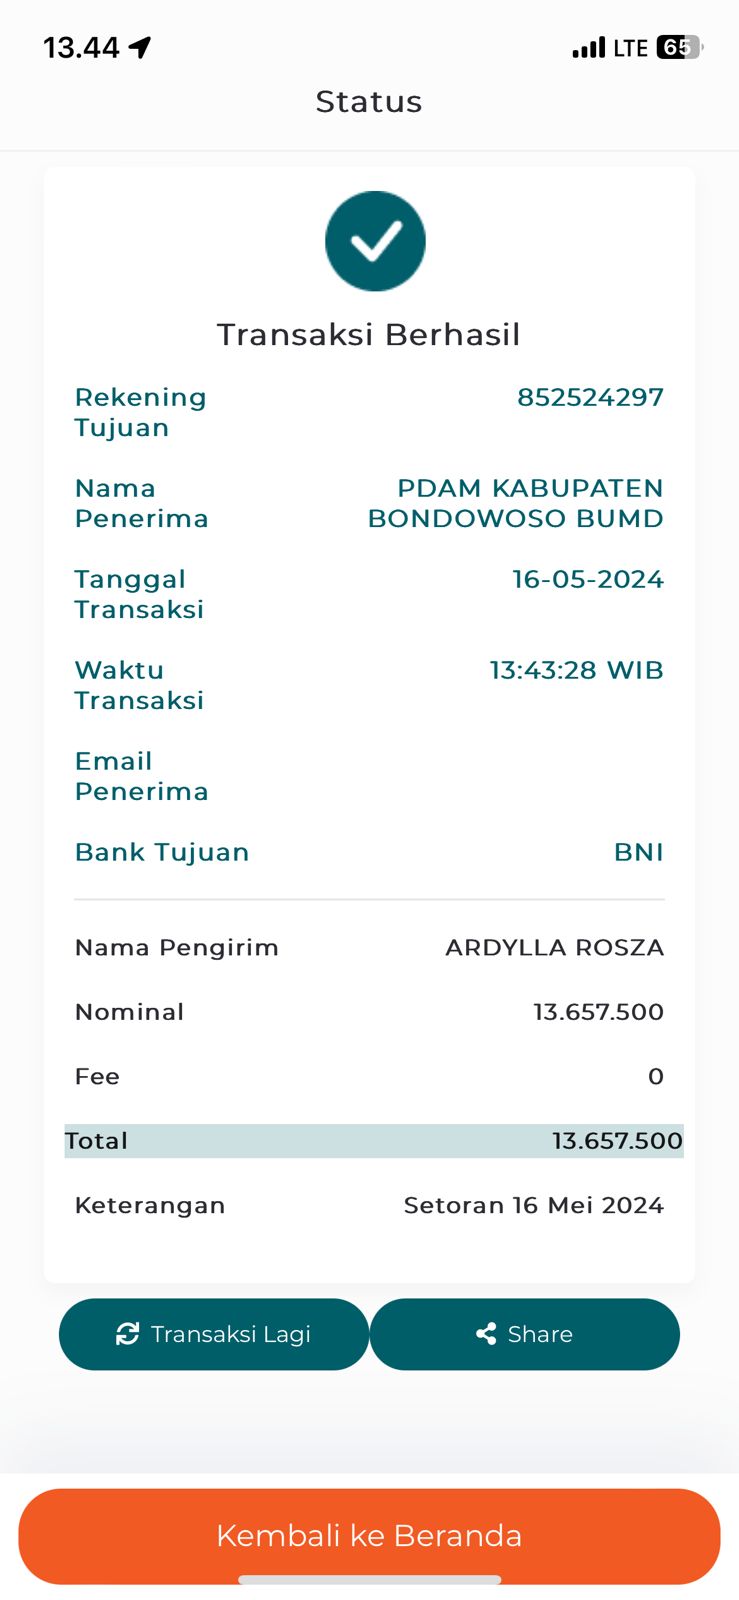 13.44
LTE 65
Status
Transaksi Berhasil
Rekening 852524297
Tujuan
Nama PDAM KABUPATEN
Penerima BONDOWOSO BUMD
Tanggal 16-05-2024
Transaksi
Waktu 13:43:28 WIB
Transaksi
Email
Penerima
Bank Tujuan BNI
Nama Pengirim ARDYLLA ROSZA
Nominal 13.657.500
Fee 0
Total 13.657.500
Keterangan Setoran 16 Mei 2024
Transaksi Lagi Share
Kembali ke Beranda